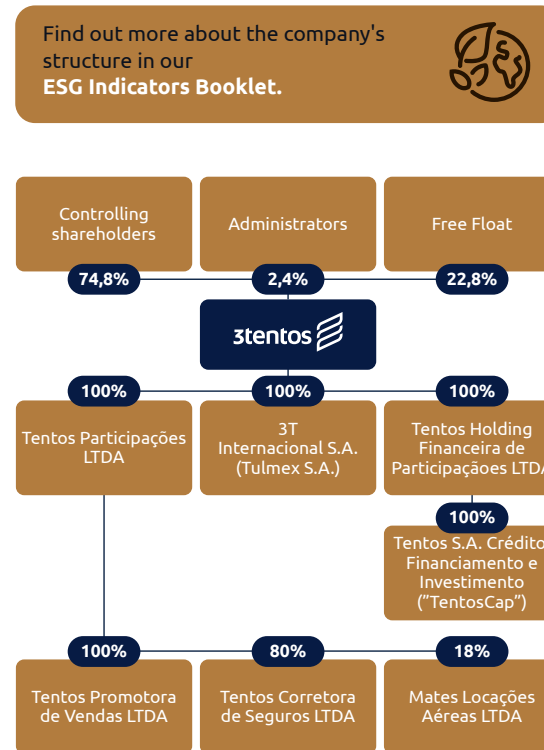 Find out more about the company's
structure in our
ESG Indicators Booklet.
Controlling
shareholders
Administrators
Free Float
74,8%
2,4%
22,8%
3tentos
100%
100%
100%
Tentos Participações
LTDA
3T
Internacional S.A.
(Tulmex S.A.)
Tentos Holding
Financeira de
Participaçãoes LTDA
100%
Tentos S.A. Crédito
Financiamento e
Investimento
(”TentosCap”)
100%
80%
18%
Tentos Promotora
de Vendas LTDA
Tentos Corretora
de Seguros LTDA
Mates Locações
Aéreas LTDA